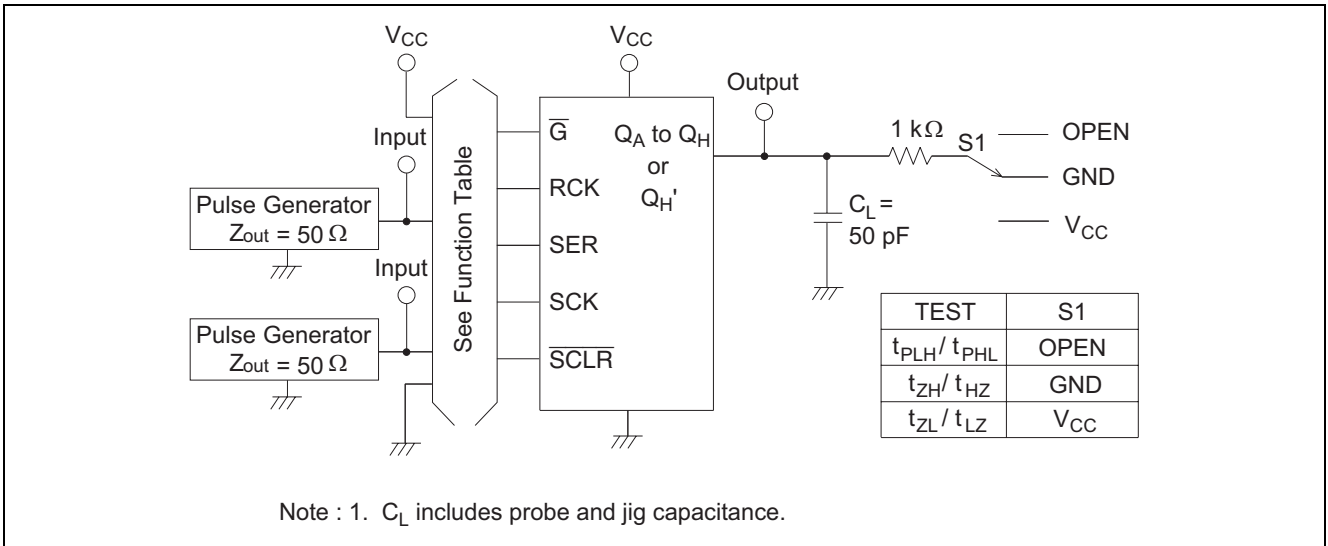 VCC
VCC
Output
Input
See Function Table
G
QA to QH
or
QH'
RCK
SER
SCK
SCLR
1 kΩ
S1
OPEN
GND
VCC
Pulse Generator
Zout = 50 Ω
CL =
50 pF
Input
Pulse Generator
Zout = 50 Ω
TEST S1
tPLH / tPHL OPEN
tZH / tHZ GND
tZL / tLZ VCC
Note : 1. CL includes probe and jig capacitance.